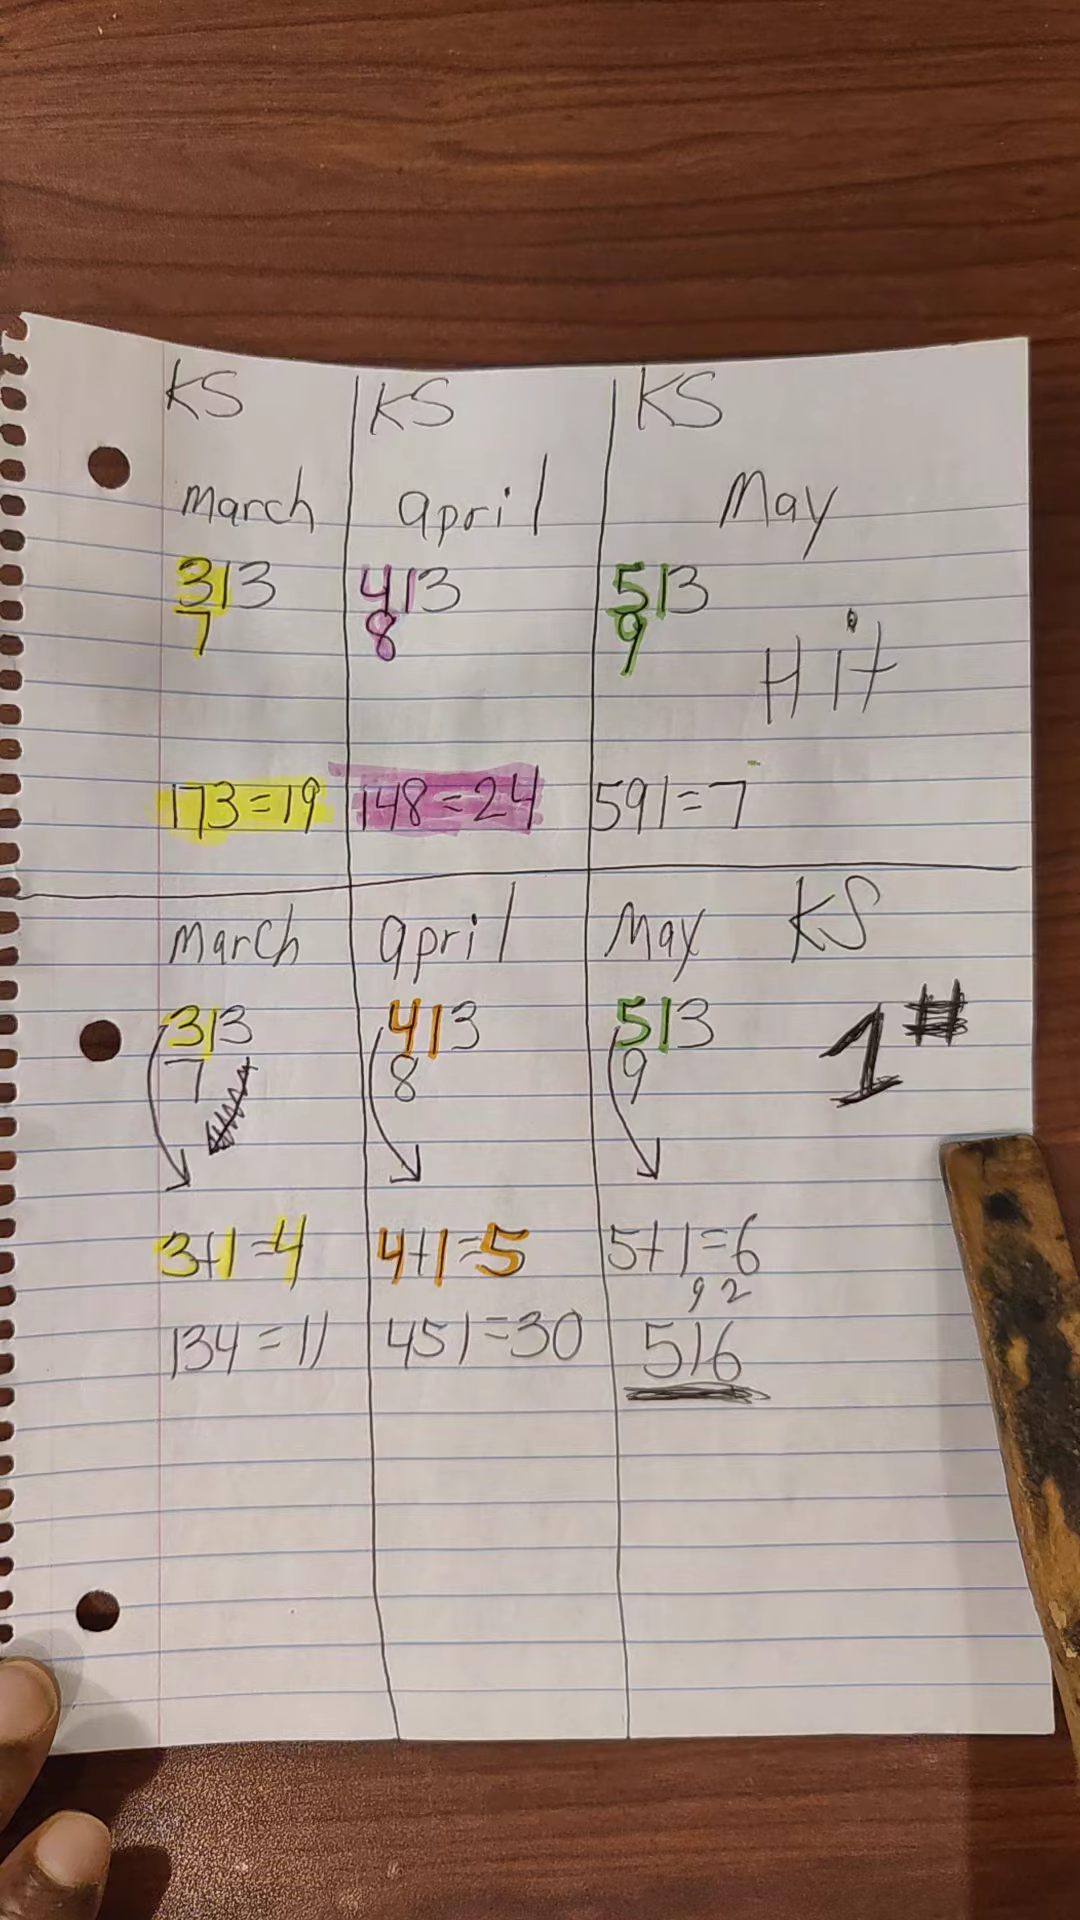 KS KS KS
march april May
313 413 513
7 8 9
Hit
173=19 148=24 591=7
march april May KS
313 413 513
7 8 9
1#
3+1=4 4+1=5 5+1=6
9 2
134=11 451=30 516